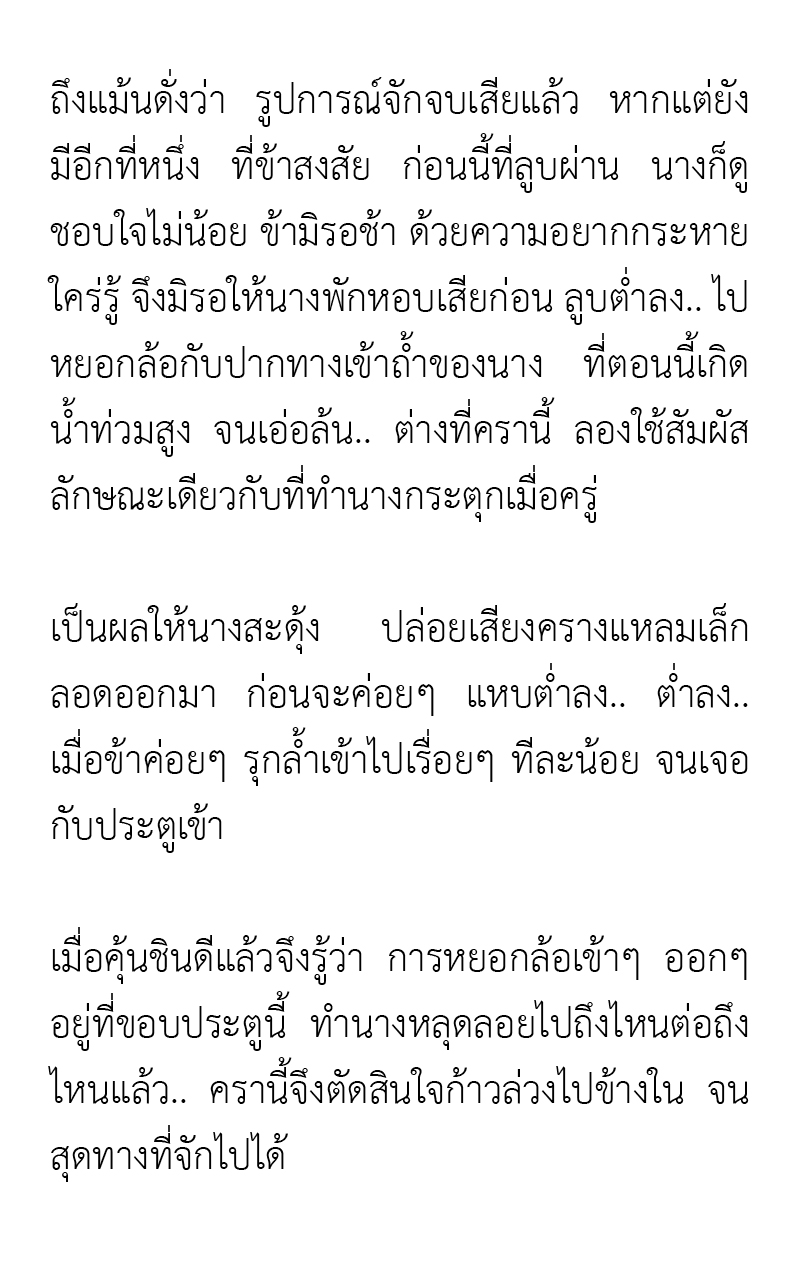 ถึงแม้นดั่งว่า รูปการณ์จักจบเสียแล้ว หากแต่ยัง
มีอีกที่หนึ่ง ที่ข้าสงสัย ก่อนนี้ที่ลูบผ่าน นางก็ดู
ชอบใจไม่น้อย ข้ามิรอช้า ด้วยความอยากกระหาย
ใคร่รู้ จึงมิรอให้นางพักหอบเสียก่อน ลูบต่ำลง.. ไป
หยอกล้อกับปากทางเข้าถ้ำของนาง ที่ตอนนี้เกิด
น้ำท่วมสูง จนเอ่อล้น.. ต่างที่ครานี้ ลองใช้สัมผัส
ลักษณะเดียวกับที่ทำนางกระตุกเมื่อครู่
เป็นผลให้นางสะดุ้ง ปล่อยเสียงครางแหลมเล็ก
ลอดออกมา ก่อนจะค่อยๆ แหบต่ำลง.. ต่ำลง..
เมื่อข้าค่อยๆ รุกล้ำเข้าไปเรื่อยๆ ทีละน้อย จนเจอ
กับประตูเข้า
เมื่อคุ้นชินดีแล้วจึงรู้ว่า การหยอกล้อเข้าๆ ออกๆ
อยู่ที่ขอบประตูนี้ ทำนางหลุดลอยไปถึงไหนต่อถึง
ไหนแล้ว.. ครานี้จึงตัดสินใจก้าวล่วงไปข้างใน จน
สุดทางที่จักไปได้